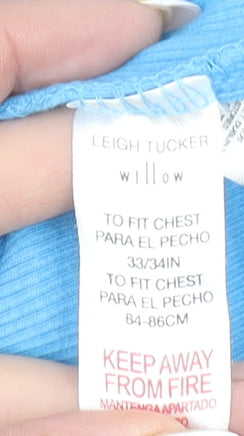 LEIGH TUCKER
willow
TO FIT CHEST
PARA EL PECHO
33/34IN
TO FIT CHEST
PARA EL PECHO
84-86CM
KEEP AWAY
FROM FIRE
MANTENGA APARTADO